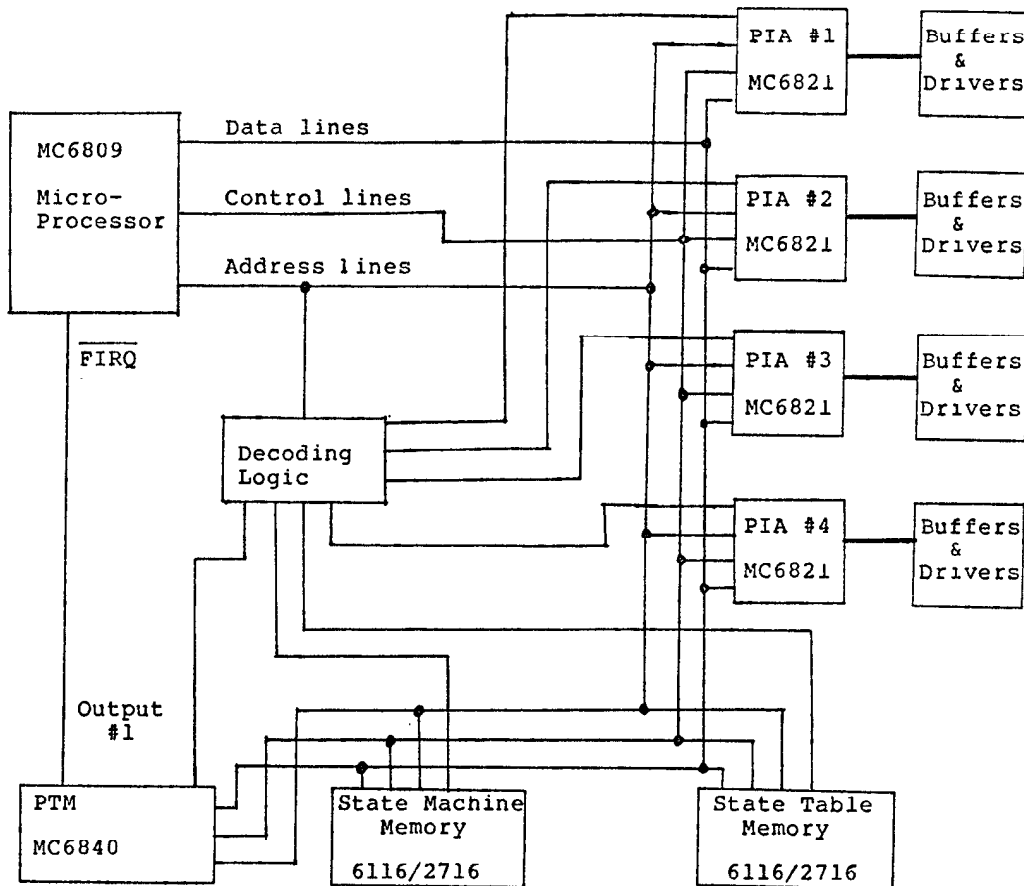 PIA #1
MC6821
Buffers
&
Drivers
MC6809
Micro-
Processor
Data lines
Control lines
Address lines
PIA #2
MC6821
Buffers
&
Drivers
FIRQ
PIA #3
MC6821
Buffers
&
Drivers
Decoding
Logic
PIA #4
MC6821
Buffers
&
Drivers
Output
#1
PTM
MC6840
State Machine
Memory
6116/2716
State Table
Memory
6116/2716